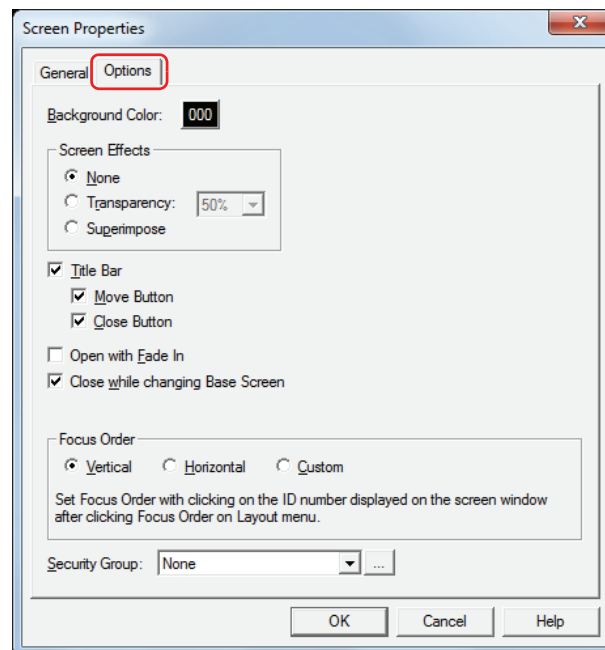 Screen Properties
General Options
Background Color: 000
Screen Effects
None
Transparency: 50%
Superimpose
Title Bar
Move Button
Close Button
Open with Fade In
Close while changing Base Screen
Focus Order
Vertical Horizontal Custom
Set Focus Order with clicking on the ID number displayed on the screen window
after clicking Focus Order on Layout menu.
Security Group: None ...
OK Cancel Help